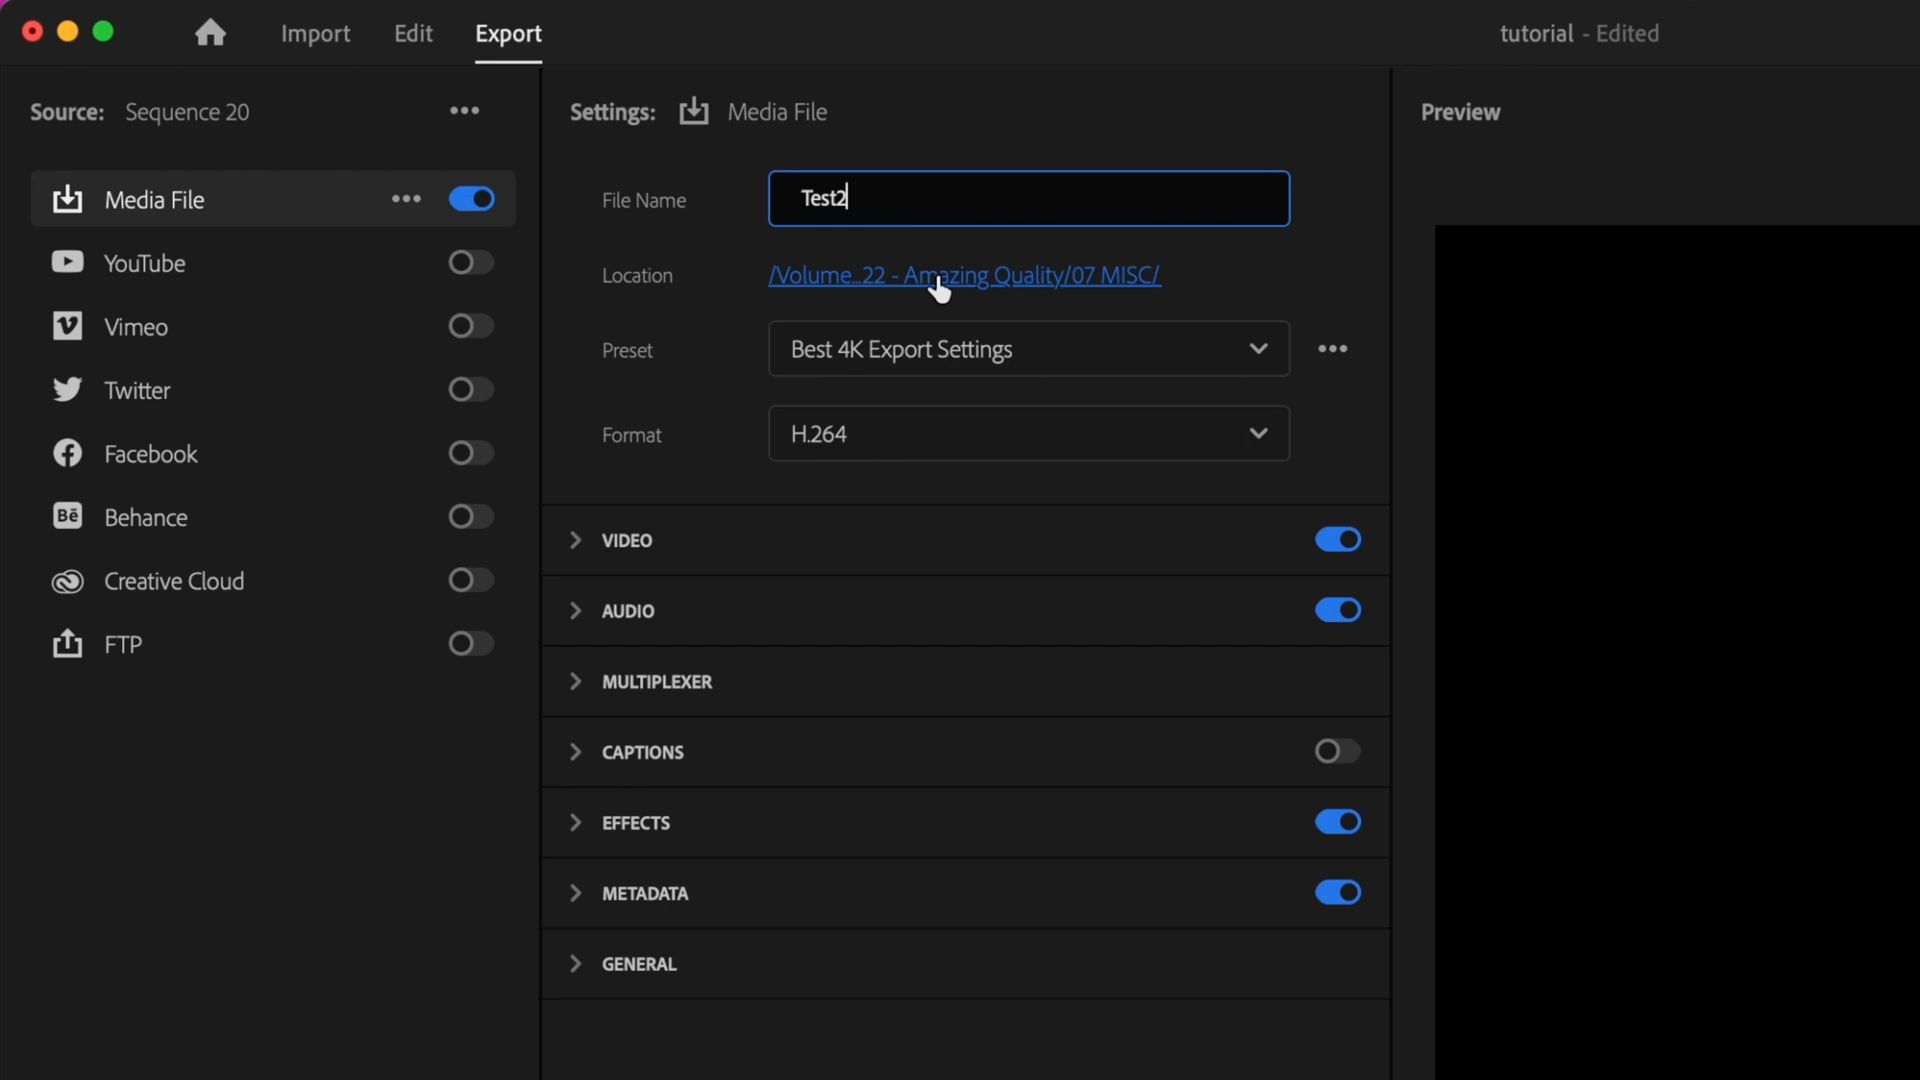 Import Edit Export tutorial - Edited
Source: Sequence 20 Settings: Media File Preview
Media File
YouTube
Vimeo
Twitter
Facebook
Bē Behance
Creative Cloud
FTP
File Name Test2
Location /Volume...22 - Amazing Quality/07 MISC/
Preset Best 4K Export Settings
Format H.264
VIDEO
AUDIO
MULTIPLEXER
CAPTIONS
EFFECTS
METADATA
GENERAL